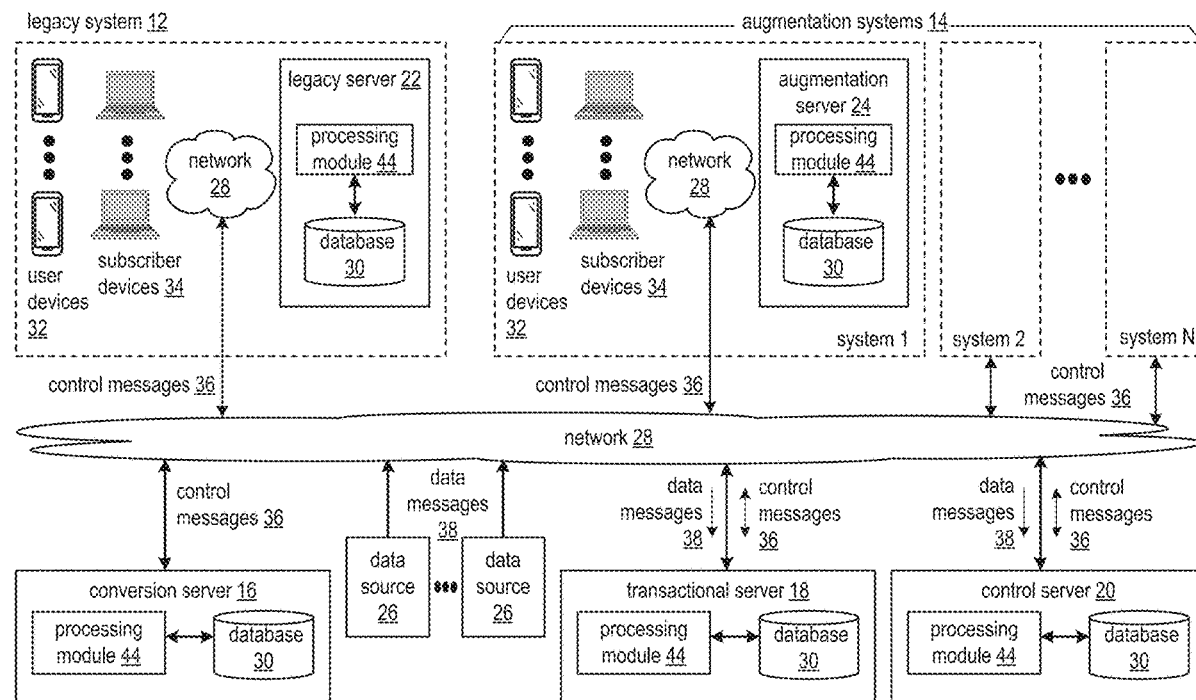 legacy system 12
augmentation systems 14
legacy server 22
processing
module 44
database
30
network
28
user
devices
32
subscriber
devices 34
augmentation
server 24
processing
module 44
database
30
network
28
user
devices
32
subscriber
devices 34
system 1
system 2
system N
control messages 36
control messages 36
control
messages 36
network 28
control
messages 36
data
messages
38
data
messages
38
control
messages
36
data
messages
38
control
messages
36
conversion server 16
processing
module 44
database
30
data
source
26
data
source
26
transactional server 18
processing
module 44
database
30
control server 20
processing
module 44
database
30